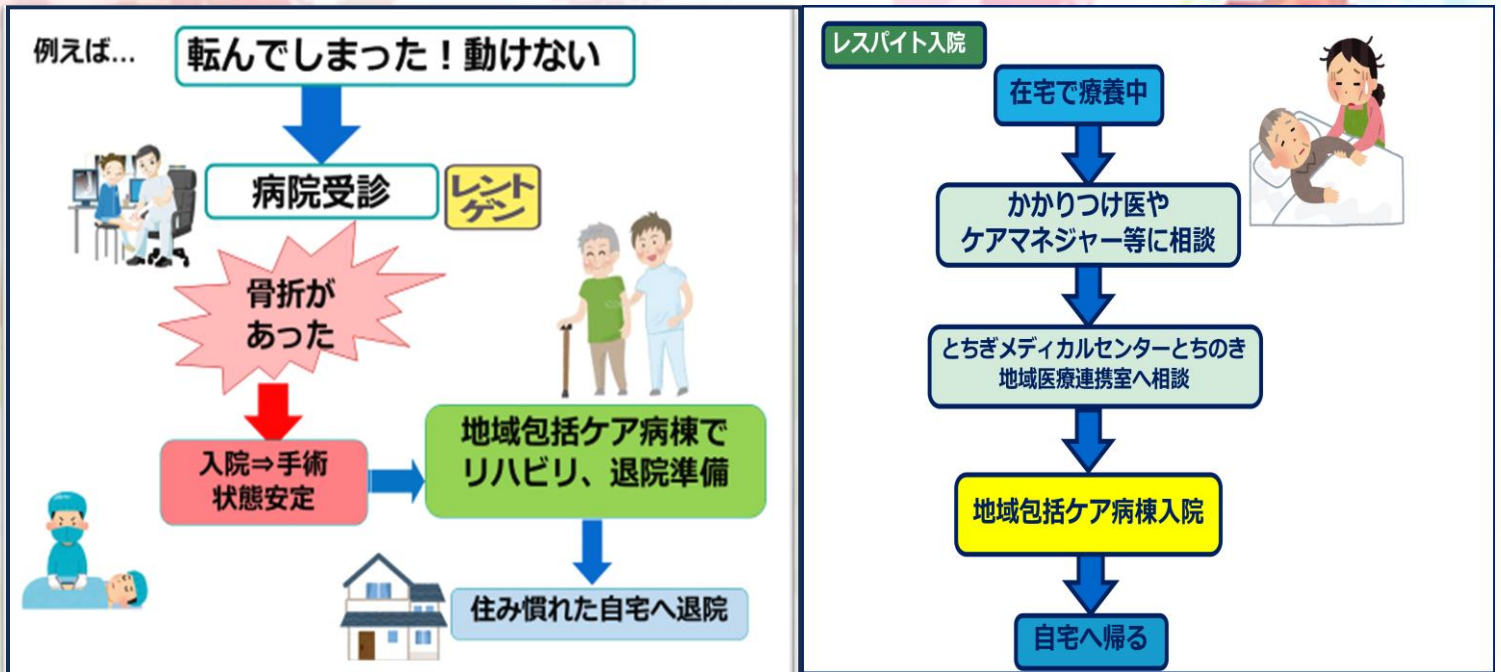 例えば…
転んでしまった！動けない
病院受診
レント
ゲン
骨折が
あった
入院⇒手術
状態安定
地域包括ケア病棟で
リハビリ、退院準備
住み慣れた自宅へ退院
レスパイト入院
在宅で療養中
かかりつけ医や
ケアマネジャー等に相談
とちぎメディカルセンターとちのき
地域医療連携室へ相談
地域包括ケア病棟入院
自宅へ帰る